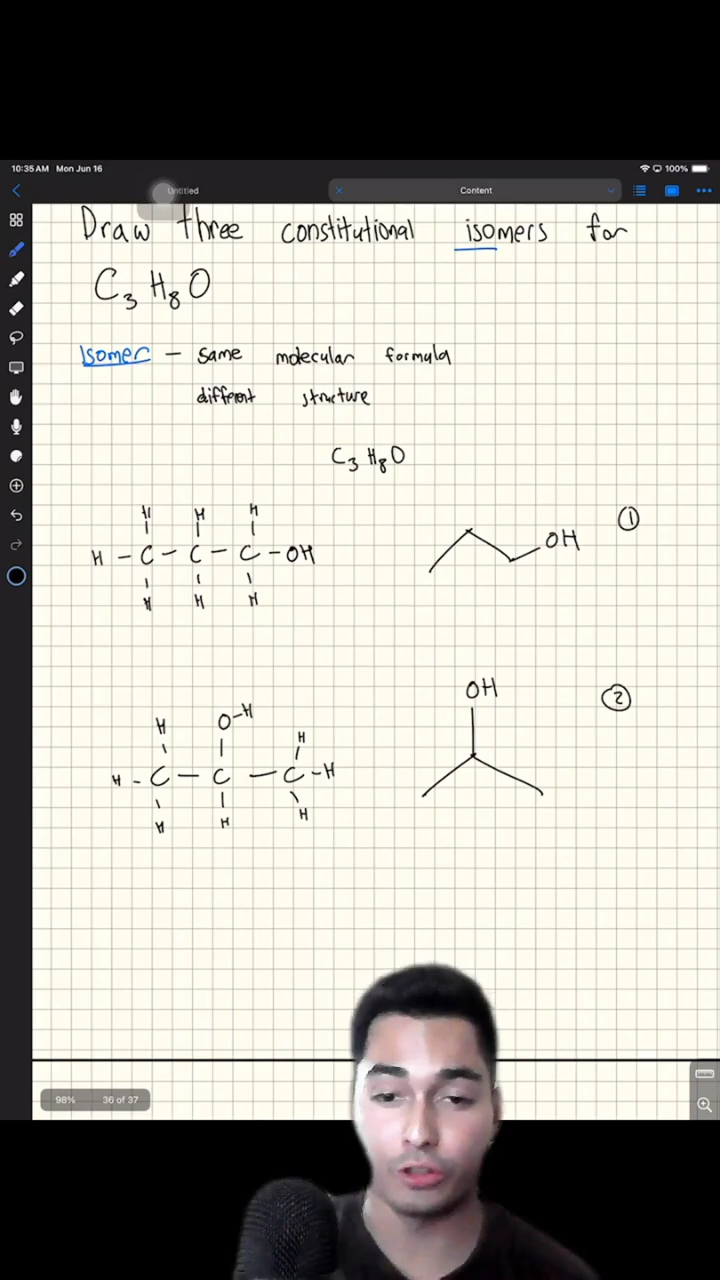 10:35 AM Mon Jun 16
100%
Untitled
Content
Draw three constitutional isomers for
C₃H₈O
Isomer — same molecular formula
different structure
C₃H₈O
H H H
H - C - C - C - OH
H H H
OH
①
H O-H H
H - C - C - C - H
H H H
OH
②
98% 36 of 37